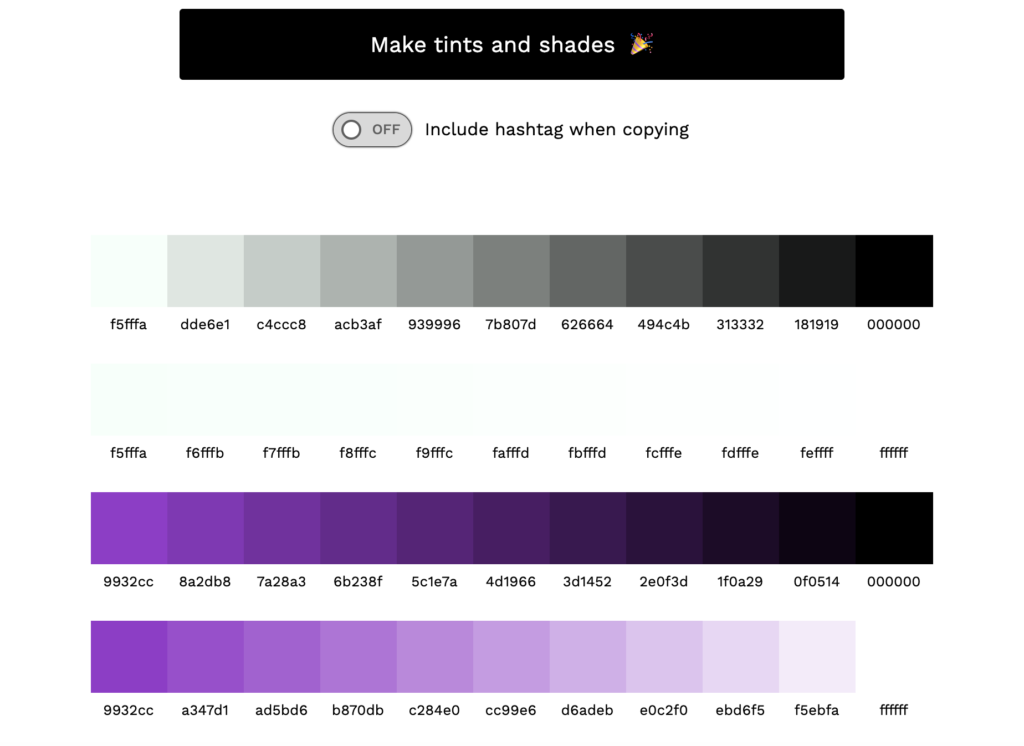 Make tints and shades 🎉
OFF Include hashtag when copying
f5fffa dde6e1 c4ccc8 acb3af 939996 7b807d 626664 494c4b 313332 181919 000000
f5fffa f6fffb f7fffb f8fffc f9fffc fafffd fbfffd fcfffe fdfffe feffff ffffff
9932cc 8a2db8 7a28a3 6b238f 5c1e7a 4d1966 3d1452 2e0f3d 1f0a29 0f0514 000000
9932cc a347d1 ad5bd6 b870db c284e0 cc99e6 d6adeb e0c2f0 ebd6f5 f5ebfa ffffff